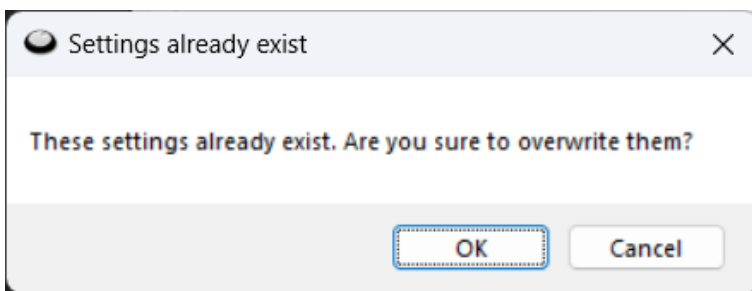 Settings already exist
These settings already exist. Are you sure to overwrite them?
OK Cancel